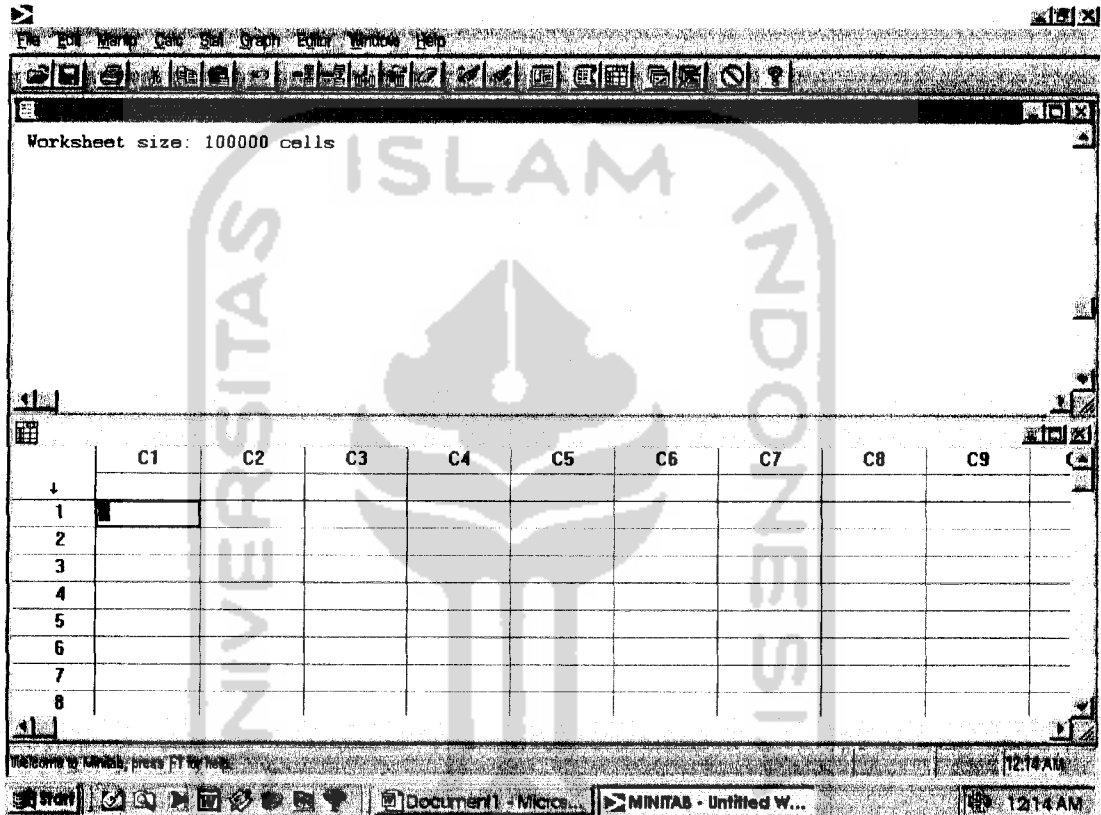 File Edit Manip Calc Stat Graph Editor Window Help
Worksheet size: 100000 cells
ISLAM
UNIVERSITAS
INDONESIA
C1 C2 C3 C4 C5 C6 C7 C8 C9
↓
1
2
3
4
5
6
7
8
Welcome to Minitab, press F1 for help.
12:14 AM
Start
Document1 - Micros...
MINITAB - Untitled W...
12:14 AM